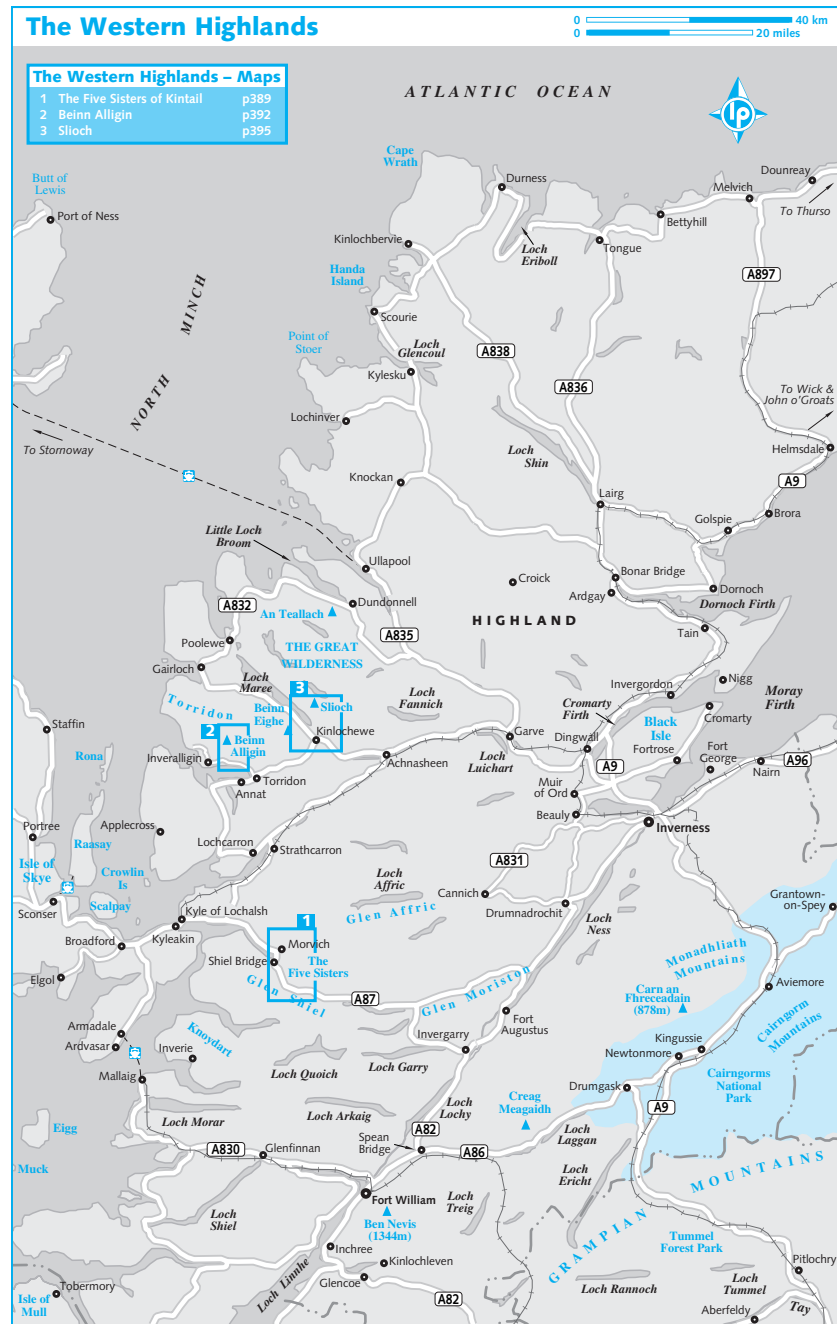 The Western Highlands
0 40 km
0 20 miles
The Western Highlands – Maps
1 The Five Sisters of Kintail p389
2 Beinn Alligin p392
3 Slioch p395
ATLANTIC OCEAN
lp
Cape
Wrath
Durness
Dounreay
Melvich
To Thurso
Butt of
Lewis
Port of Ness
Bettyhill
Kinlochbervie
Loch
Eriboll
Tongue
Handa
Island
A897
NORTH MINCH
Scourie
Point of
Stoer
Loch
Glencoul
A838
Kylesku
A836
To Wick &
John o'Groats
Lochinver
To Stornoway
Loch
Shin
Helmsdale
Knockan
A9
Lairg
Brora
Golspie
Little Loch
Broom
Ullapool
Croick
Bonar Bridge
Ardgay
Dornoch
Dornoch Firth
A832
Dundonnell
An Teallach
HIGHLAND
A835
Tain
Poolewe
THE GREAT
WILDERNESS
Gairloch
Loch
Maree
Loch
Fannich
Nigg
Invergordon
Moray
Firth
Torridon
3
Slioch
Beinn
Eighe
Cromarty
Firth
Cromarty
Black
Isle
Staffin
2
Beinn
Alligin
Kinlochewe
Garve
Dingwall
Fortrose
Fort
George
Rona
Inveralligin
Achnasheen
Loch
Luichart
A9
Nairn
A96
Torridon
Annat
Muir
of Ord
Beauly
Inverness
Portree
Applecross
Raasay
Lochcarron
Strathcarron
A831
Isle of
Skye
Crowlin
Is
Scalpay
Loch
Affric
Cannich
Sconser
Glen Affric
Drumnadrochit
Grantown-
on-Spey
Kyle of Lochalsh
Kyleakin
1
Loch
Ness
Broadford
Morvich
Shiel Bridge
The
Five Sisters
Monadhliath
Mountains
Elgol
Glen Shiel
A87
Glen Moriston
Carn an
Fhreceadain
(878m)
Aviemore
Fort
Augustus
Cairngorm
Mountains
Armadale
Ardvasar
Knoydart
Inverie
Invergarry
Kingussie
Newtonmore
Mallaig
Loch Quoich
Loch Garry
Drumgask
Cairngorms
National
Park
Creag
Meagaidh
Eigg
Loch Morar
Loch Arkaig
Loch
Lochy
A9
A82
Loch
Laggan
Spean
Bridge
A86
A830
Glenfinnan
Muck
Loch
Ericht
GRAMPIAN MOUNTAINS
Fort William
Loch
Treig
Loch
Shiel
Ben Nevis
(1344m)
Tummel
Forest Park
Inchree
Kinlochleven
Pitlochry
Loch Linnhe
Glencoe
Loch Rannoch
Loch
Tummel
Tobermory
Isle of
Mull
A82
Tay
Aberfeldy